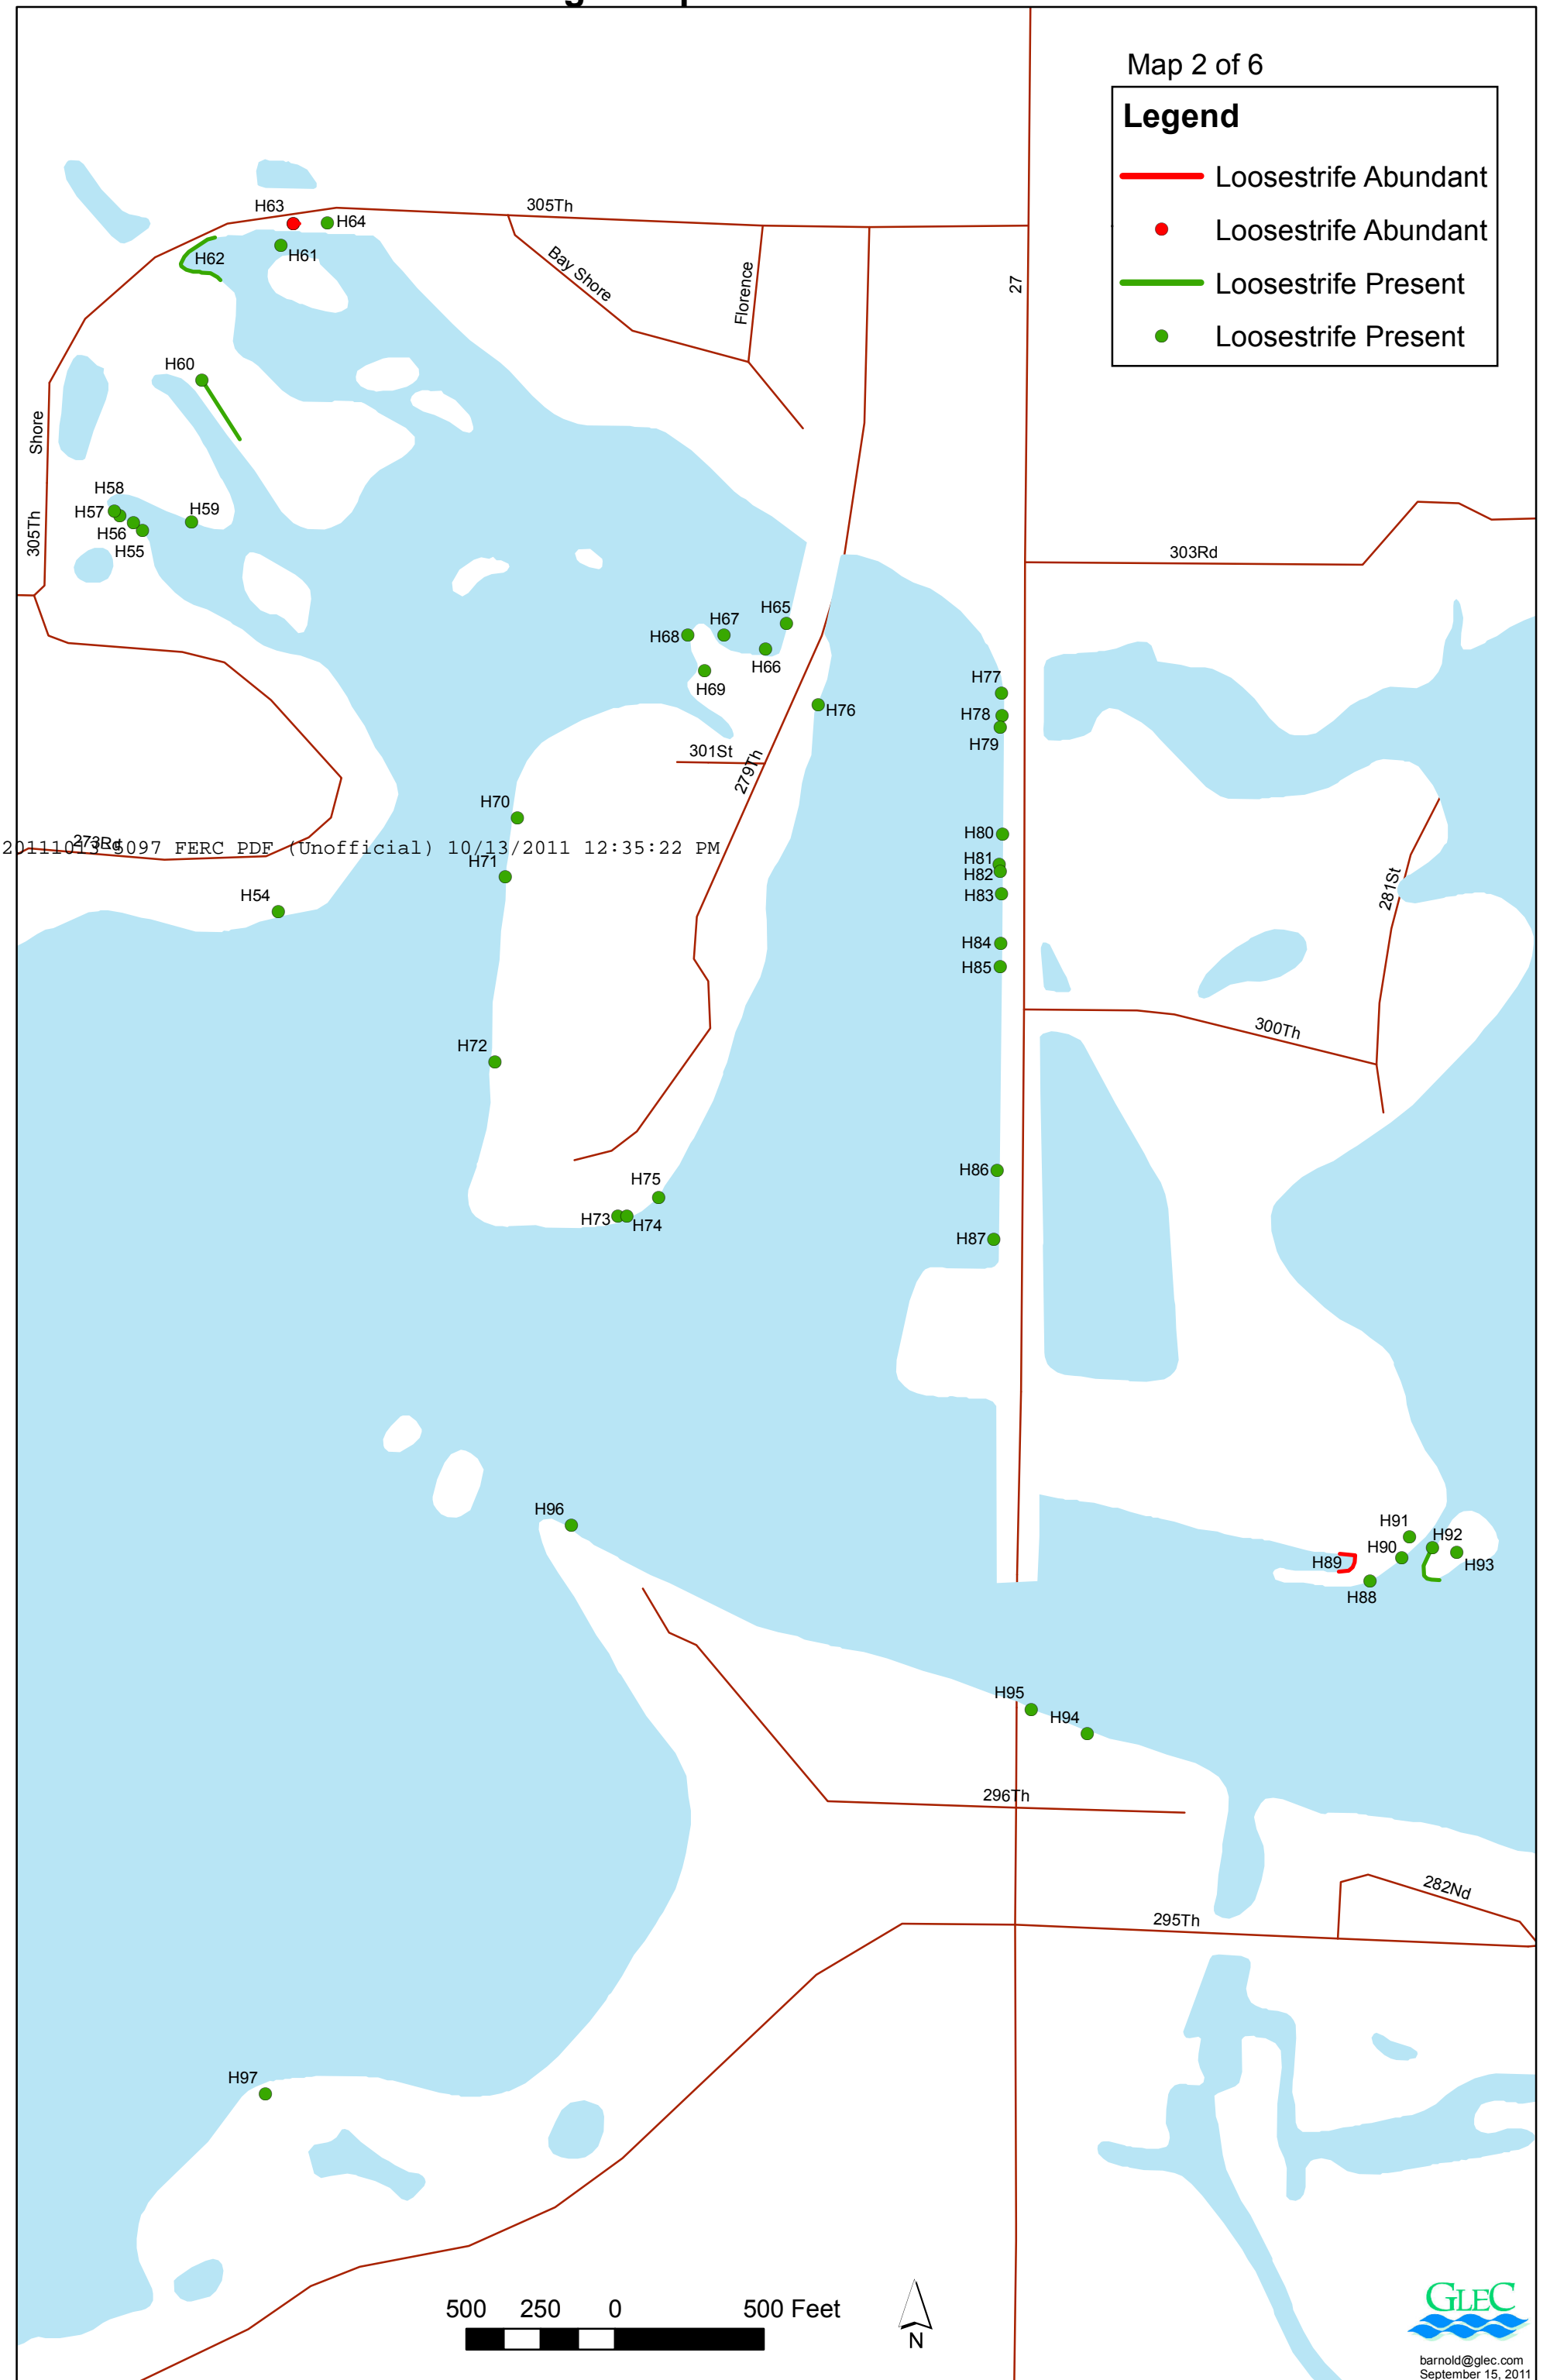 Map 2 of 6
Legend
Loosestrife Abundant
Loosestrife Abundant
Loosestrife Present
Loosestrife Present
H63
H64
305Th
H61
H62
Bay Shore
Florence
27
H60
Shore
305Th
H58
H57
H59
H56
H55
303Rd
H65
H67
H68
H66
H69
H76
H77
H78
H79
301St
279Th
H70
H80
273Rd
20111013-5097 FERC PDF (Unofficial) 10/13/2011 12:35:22 PM
H71
H81
H82
H83
281St
H54
H84
H85
300Th
H72
H86
H75
H73
H74
H87
H96
H91
H92
H90
H89
H93
H88
H95
H94
296Th
282Nd
295Th
H97
500 250 0 500 Feet
N
GLEC
barnold@glec.com
September 15, 2011